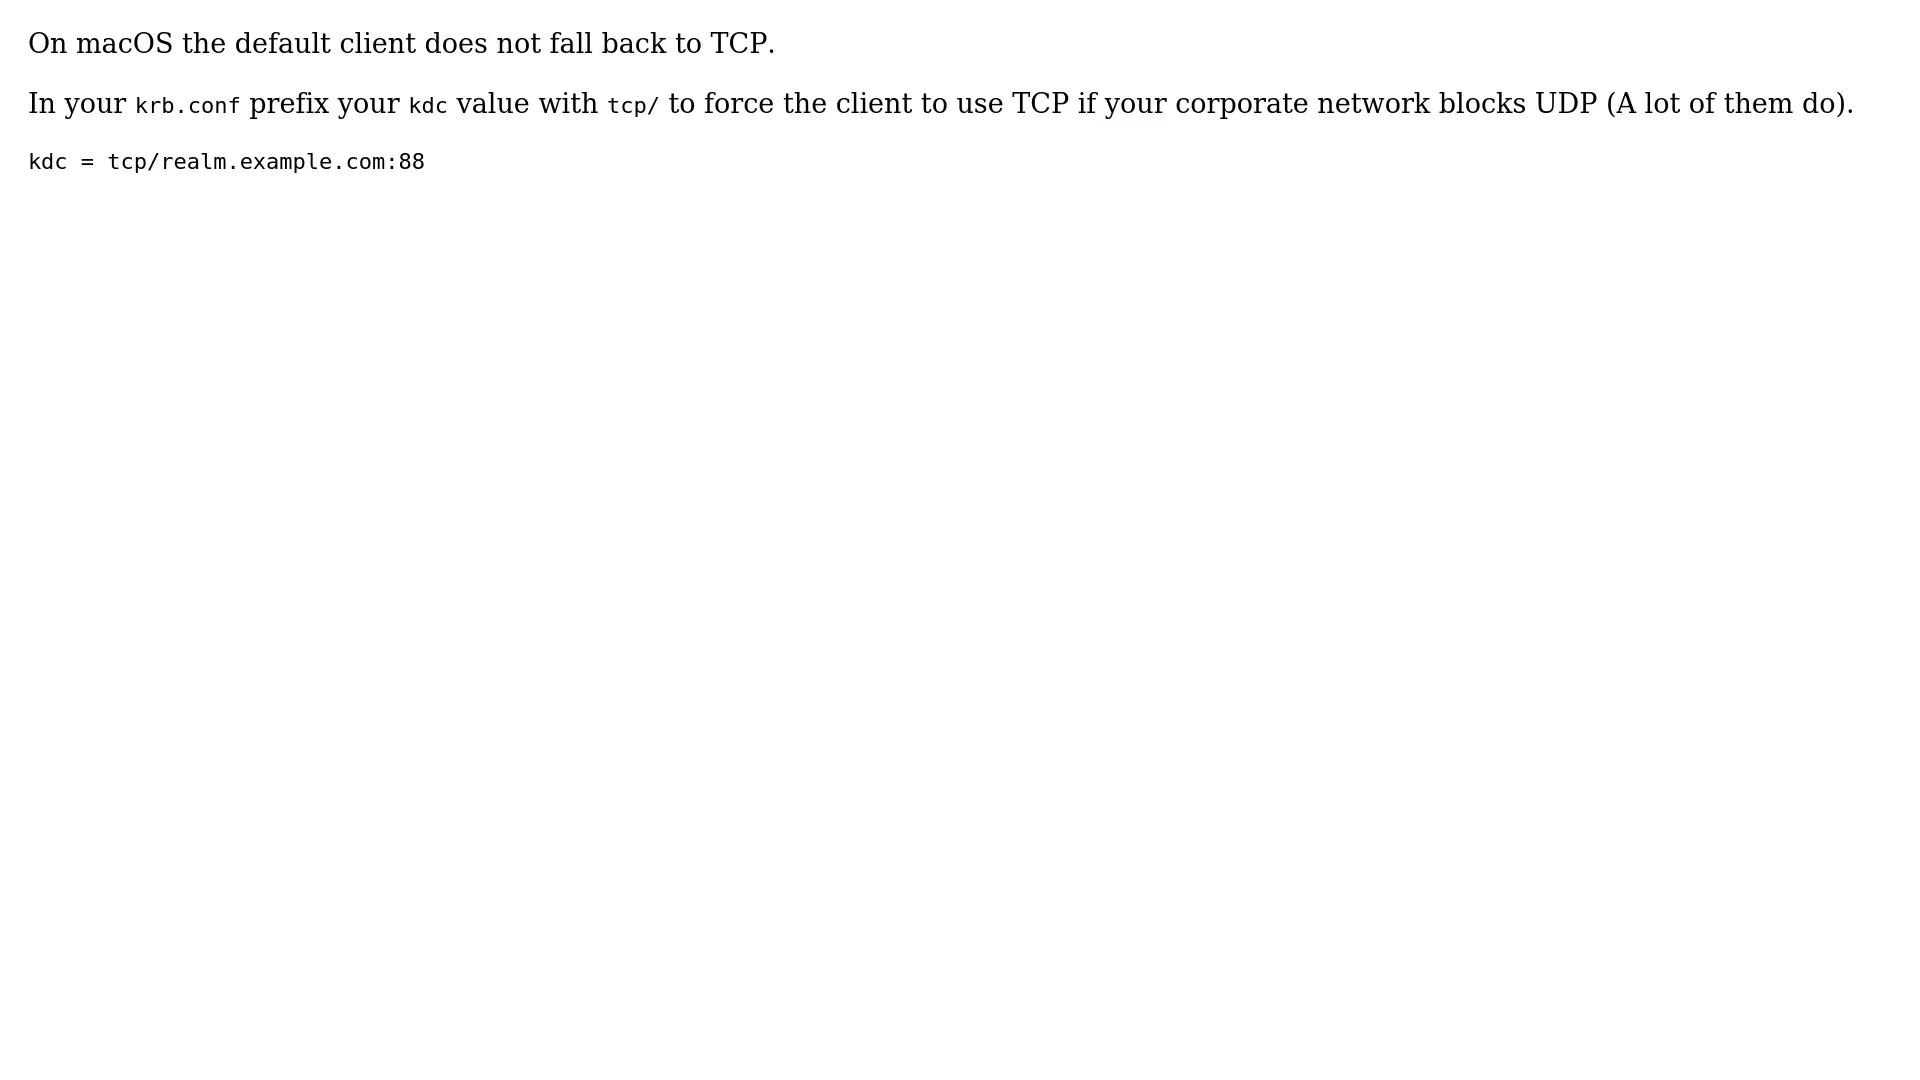 On macOS the default client does not fall back to TCP.
In your krb.conf prefix your kdc value with tcp/ to force the client to use TCP if your corporate network blocks UDP (A lot of them do).
kdc = tcp/realm.example.com:88